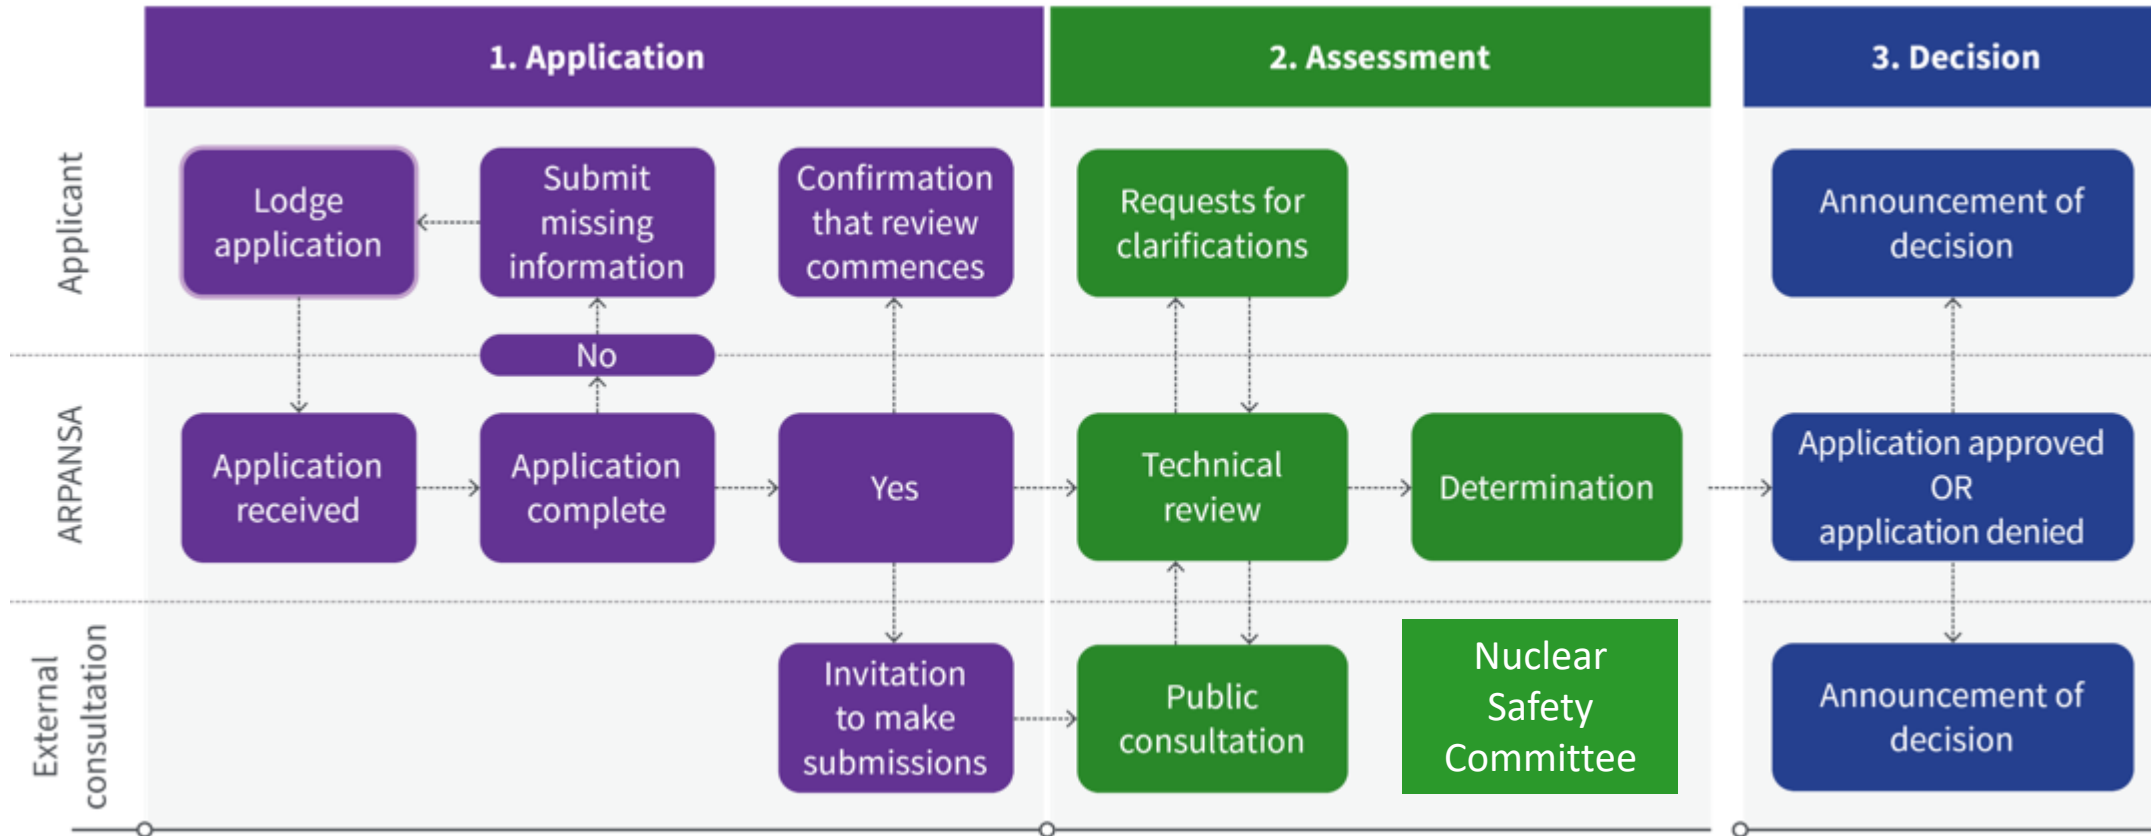 1. Application
2. Assessment
3. Decision
Applicant
Lodge
application
Submit
missing
information
Confirmation
that review
commences
Requests for
clarifications
Announcement of
decision
No
ARPANSA
Application
received
Application
complete
Yes
Technical
review
Determination
Application approved
OR
application denied
External
consultation
Invitation
to make
submissions
Public
consultation
Nuclear
Safety
Committee
Announcement of
decision